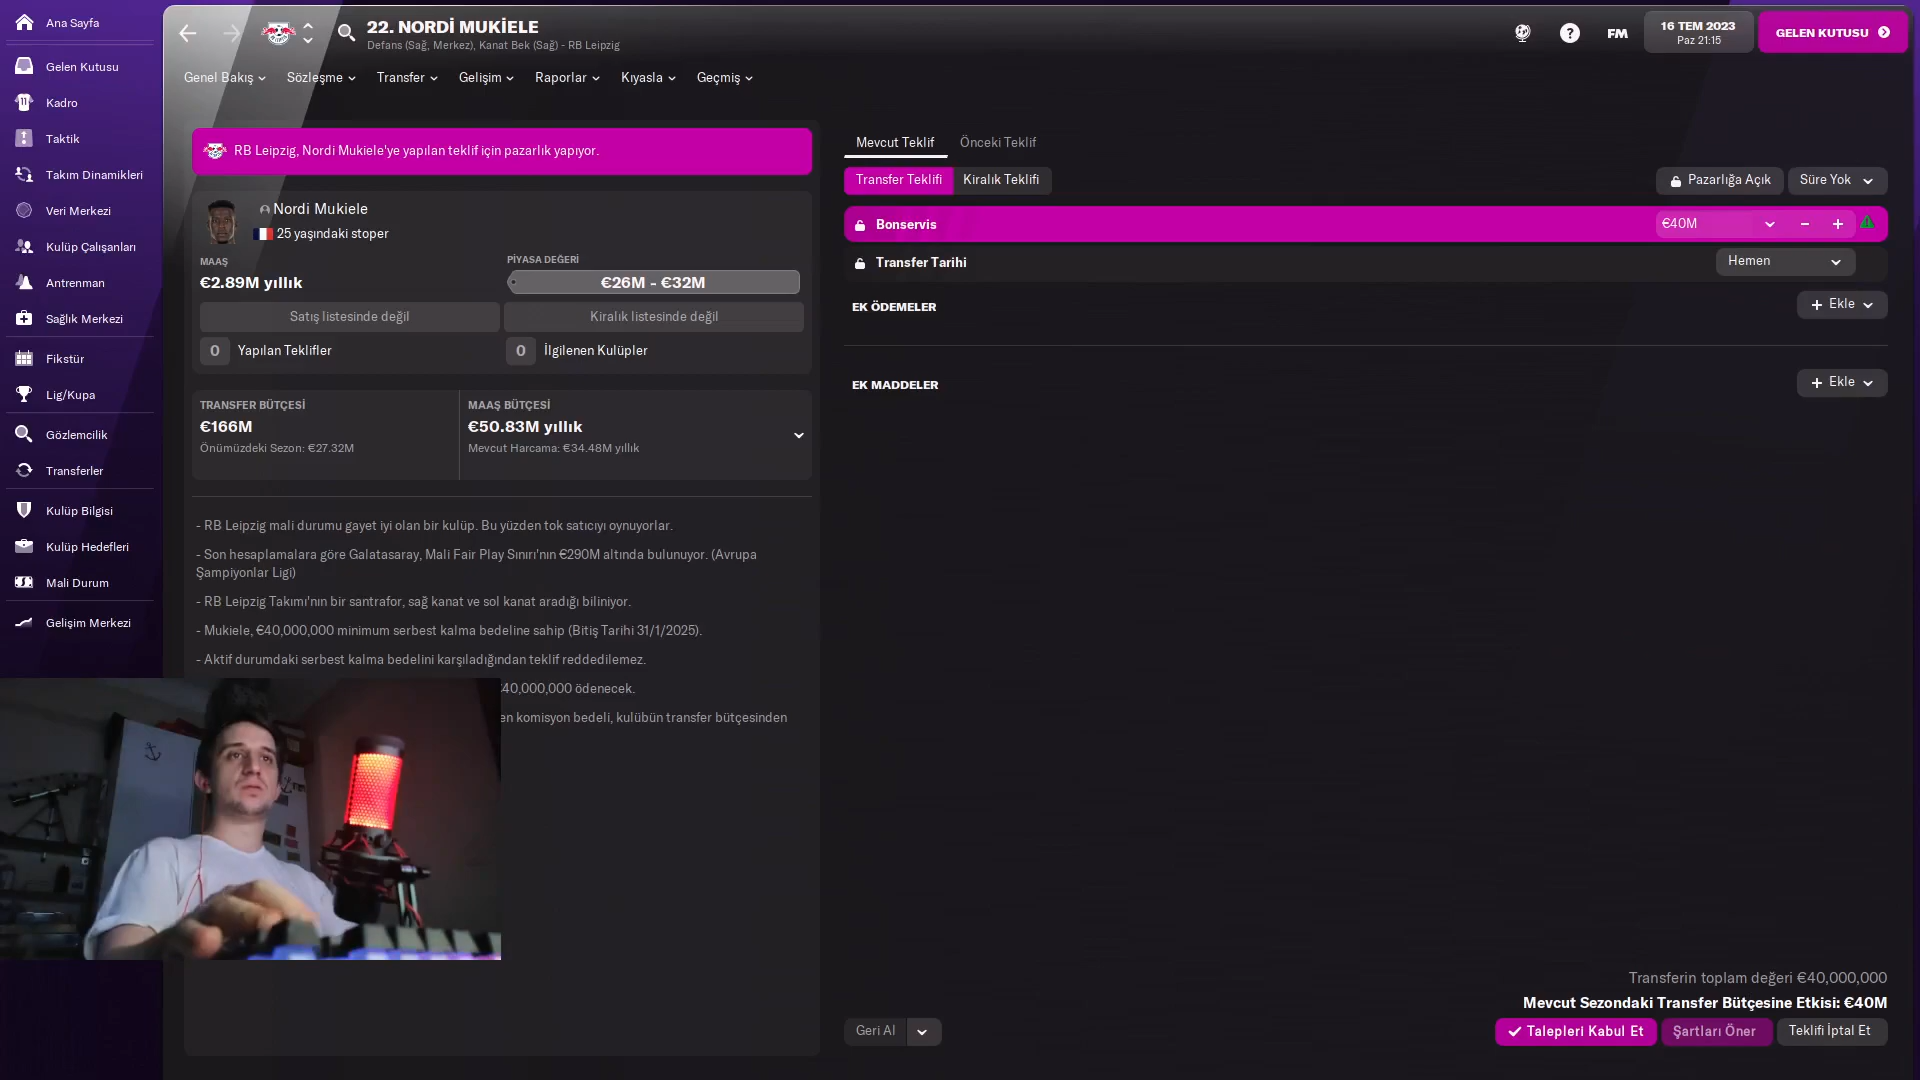 Ana Sayfa
Gelen Kutusu
Kadro
Taktik
Takım Dinamikleri
Veri Merkezi
Kulüp Çalışanları
Antrenman
Sağlık Merkezi
Fikstür
Lig/Kupa
Gözlemcilik
Transferler
Kulüp Bilgisi
Kulüp Hedefleri
Mali Durum
Gelişim Merkezi
22. NORDİ MUKİELE
Defans (Sağ, Merkez), Kanat Bek (Sağ) - RB Leipzig
FM
16 TEM 2023
Paz 21:15
GELEN KUTUSU
Genel Bakış
Sözleşme
Transfer
Gelişim
Raporlar
Kıyasla
Geçmiş
RB Leipzig, Nordi Mukiele'ye yapılan teklif için pazarlık yapıyor.
Nordi Mukiele
25 yaşındaki stoper
MAAŞ
€2.89M yıllık
PİYASA DEĞERİ
€26M - €32M
Satış listesinde değil
Kiralık listesinde değil
0 Yapılan Teklifler
0 İlgilenen Kulüpler
TRANSFER BÜTÇESİ
€166M
Önümüzdeki Sezon: €27.32M
MAAŞ BÜTÇESİ
€50.83M yıllık
Mevcut Harcama: €34.48M yıllık
- RB Leipzig mali durumu gayet iyi olan bir kulüp. Bu yüzden tok satıcıyı oynuyorlar.
- Son hesaplamalara göre Galatasaray, Mali Fair Play Sınırı'nın €290M altında bulunuyor. (Avrupa
Şampiyonlar Ligi)
- RB Leipzig Takımı'nın bir santrafor, sağ kanat ve sol kanat aradığı biliniyor.
- Mukiele, €40,000,000 minimum serbest kalma bedeline sahip (Bitiş Tarihi 31/1/2025).
- Aktif durumdaki serbest kalma bedelini karşıladığından teklif reddedilemez.
€40,000,000 ödenecek.
en komisyon bedeli, kulübün transfer bütçesinden
Mevcut Teklif
Önceki Teklif
Transfer Teklifi
Kiralık Teklifi
Pazarlığa Açık
Süre Yok
Bonservis
€40M
Transfer Tarihi
Hemen
EK ÖDEMELER
Ekle
EK MADDELER
Ekle
Transferin toplam değeri €40,000,000
Mevcut Sezondaki Transfer Bütçesine Etkisi: €40M
Geri Al
Talepleri Kabul Et
Şartları Öner
Teklifi İptal Et